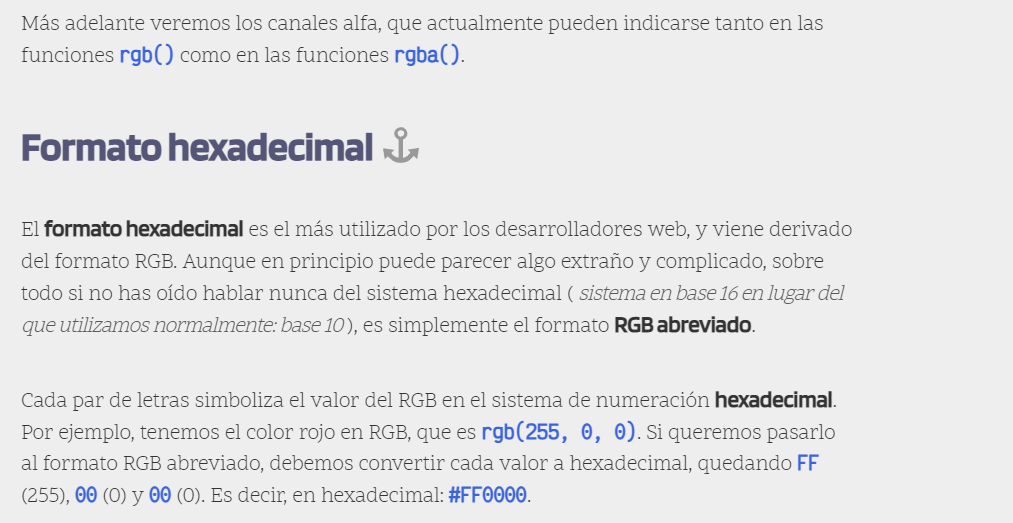 Más adelante veremos los canales alfa, que actualmente pueden indicarse tanto en las
funciones rgb() como en las funciones rgba().
Formato hexadecimal
El formato hexadecimal es el más utilizado por los desarrolladores web, y viene derivado
del formato RGB. Aunque en principio puede parecer algo extraño y complicado, sobre
todo si no has oído hablar nunca del sistema hexadecimal ( sistema en base 16 en lugar del
que utilizamos normalmente: base 10 ), es simplemente el formato RGB abreviado.
Cada par de letras simboliza el valor del RGB en el sistema de numeración hexadecimal.
Por ejemplo, tenemos el color rojo en RGB, que es rgb(255, 0, 0). Si queremos pasarlo
al formato RGB abreviado, debemos convertir cada valor a hexadecimal, quedando FF
(255), 00 (0) y 00 (0). Es decir, en hexadecimal: #FF0000.